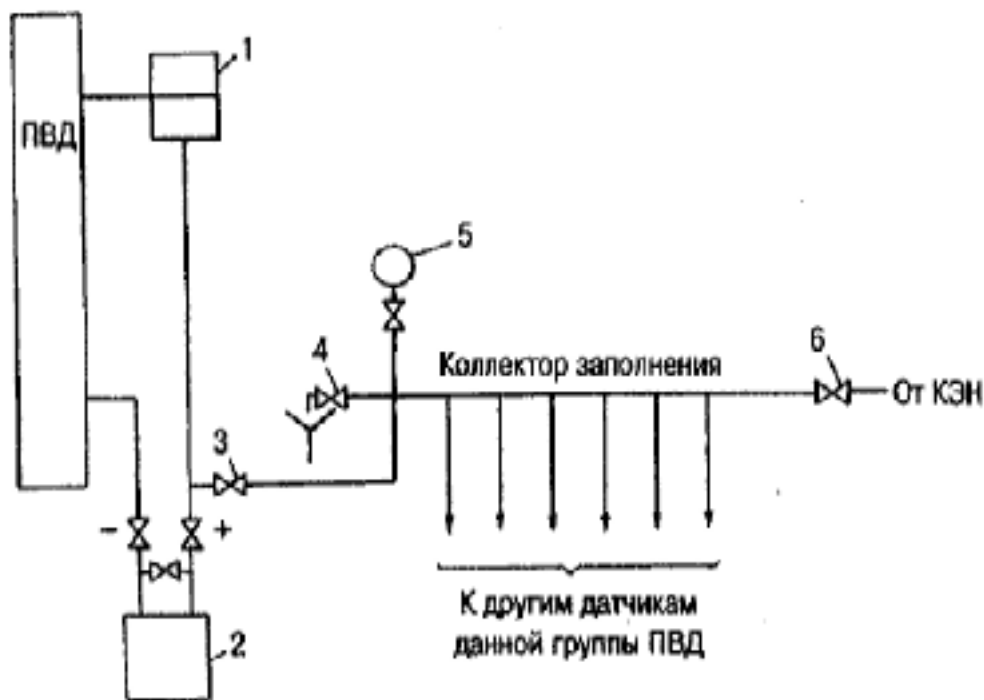 1
ПВД
5
4
Коллектор заполнения
6
От КЭН
3
-
+
2
К другим датчикам
данной группы ПВД